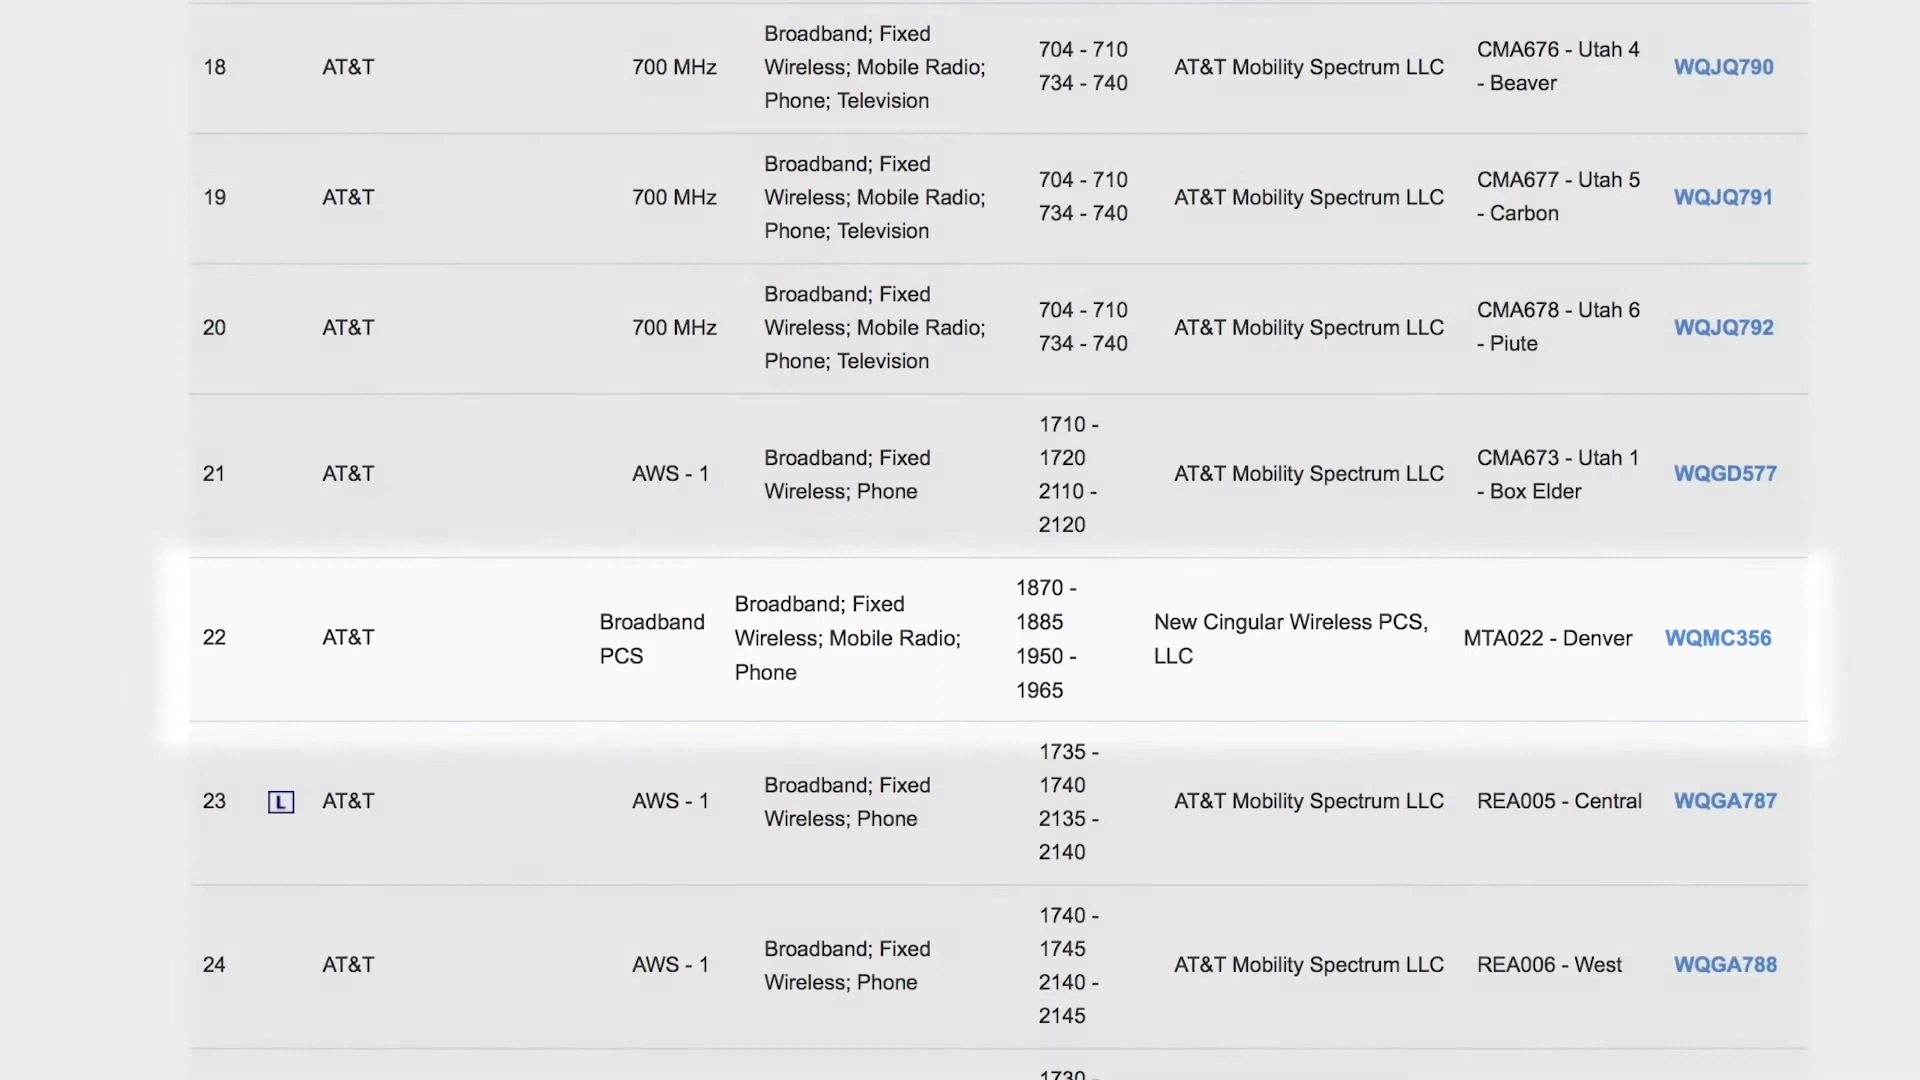 18 AT&T 700 MHz Broadband; Fixed Wireless; Mobile Radio; Phone; Television 704 - 710 734 - 740 AT&T Mobility Spectrum LLC CMA676 - Utah 4 - Beaver WQJQ790
19 AT&T 700 MHz Broadband; Fixed Wireless; Mobile Radio; Phone; Television 704 - 710 734 - 740 AT&T Mobility Spectrum LLC CMA677 - Utah 5 - Carbon WQJQ791
20 AT&T 700 MHz Broadband; Fixed Wireless; Mobile Radio; Phone; Television 704 - 710 734 - 740 AT&T Mobility Spectrum LLC CMA678 - Utah 6 - Piute WQJQ792
21 AT&T AWS - 1 Broadband; Fixed Wireless; Phone 1710 - 1720 2110 - 2120 AT&T Mobility Spectrum LLC CMA673 - Utah 1 - Box Elder WQGD577
22 AT&T Broadband PCS Broadband; Fixed Wireless; Mobile Radio; Phone 1870 - 1885 1950 - 1965 New Cingular Wireless PCS, LLC MTA022 - Denver WQMC356
23 L AT&T AWS - 1 Broadband; Fixed Wireless; Phone 1735 - 1740 2135 - 2140 AT&T Mobility Spectrum LLC REA005 - Central WQGA787
24 AT&T AWS - 1 Broadband; Fixed Wireless; Phone 1740 - 1745 2140 - 2145 AT&T Mobility Spectrum LLC REA006 - West WQGA788
1730 -